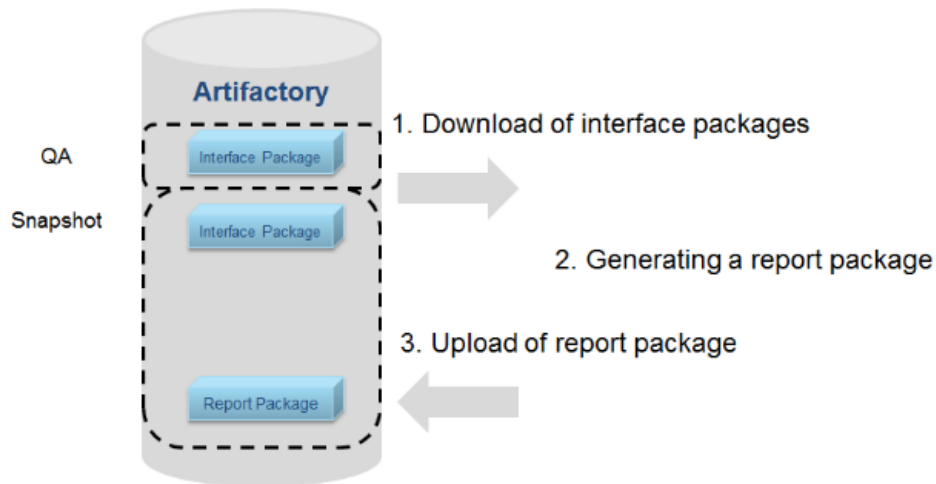 Artifactory
1. Download of interface packages
QA
Interface Package
Snapshot
Interface Package
2. Generating a report package
3. Upload of report package
Report Package